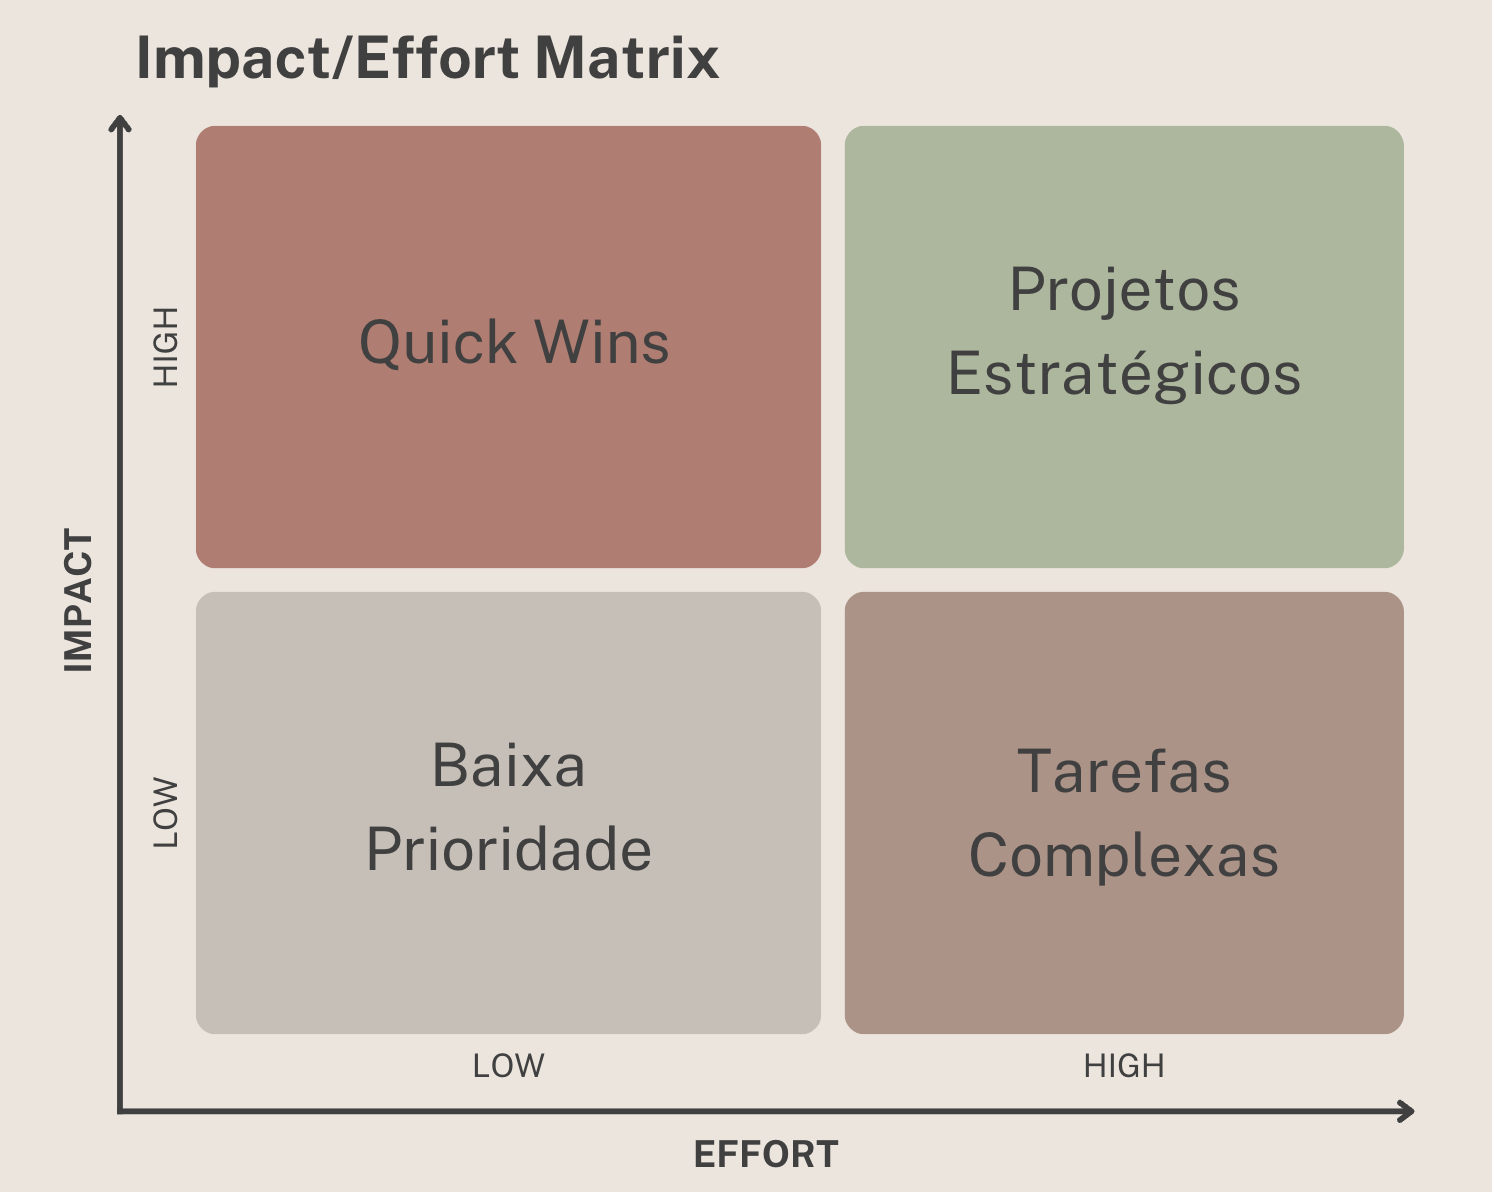 Impact/Effort Matrix
IMPACT
HIGH
Quick Wins
Projetos
Estratégicos
LOW
Baixa
Prioridade
Tarefas
Complexas
LOW
HIGH
EFFORT